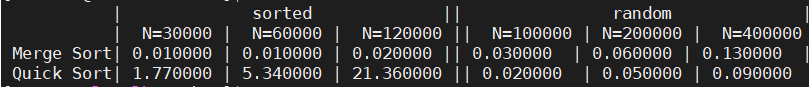 | sorted || random |
| N=30000 | N=60000 | N=120000 || N=100000 | N=200000 | N=400000
Merge Sort| 0.010000 | 0.010000 | 0.020000 || 0.030000 | 0.060000 | 0.130000 |
Quick Sort| 1.770000 | 5.340000 | 21.360000 || 0.020000 | 0.050000 | 0.090000 |